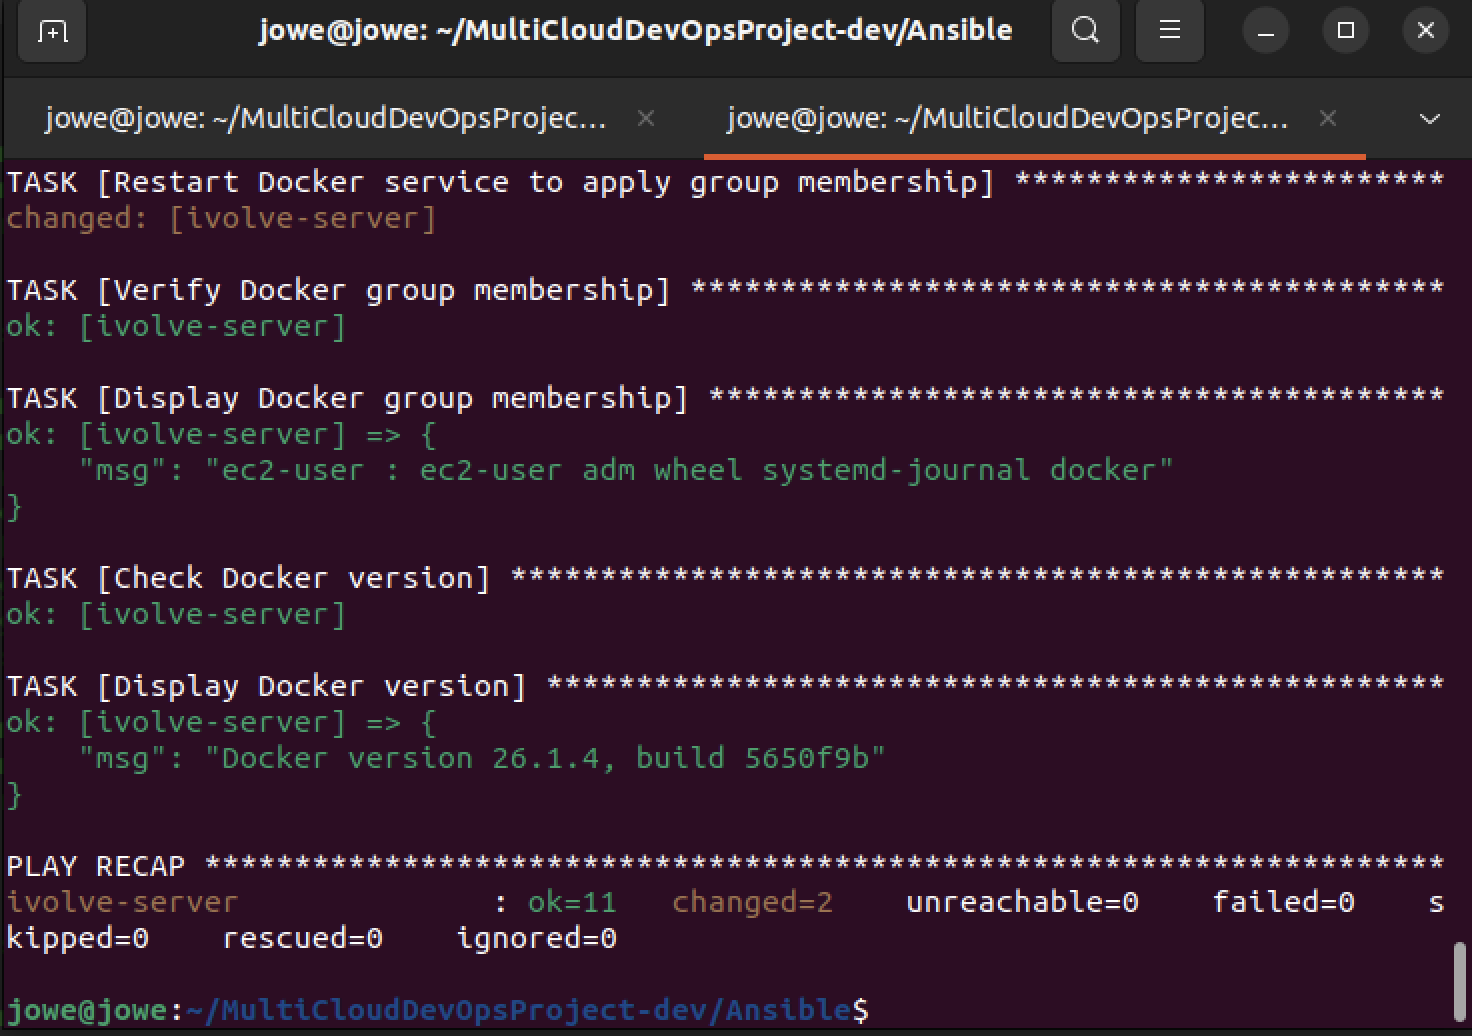 jowe@jowe: ~/MultiCloudDevOpsProject-dev/Ansible
jowe@jowe: ~/MultiCloudDevOpsProjec...
jowe@jowe: ~/MultiCloudDevOpsProjec...
TASK [Restart Docker service to apply group membership] ************************
changed: [ivolve-server]
TASK [Verify Docker group membership] ******************************************
ok: [ivolve-server]
TASK [Display Docker group membership] *****************************************
ok: [ivolve-server] => {
    "msg": "ec2-user : ec2-user adm wheel systemd-journal docker"
}
TASK [Check Docker version] ****************************************************
ok: [ivolve-server]
TASK [Display Docker version] **************************************************
ok: [ivolve-server] => {
    "msg": "Docker version 26.1.4, build 5650f9b"
}
PLAY RECAP *********************************************************************
ivolve-server              : ok=11   changed=2    unreachable=0    failed=0    s
kipped=0    rescued=0    ignored=0
jowe@jowe:~/MultiCloudDevOpsProject-dev/Ansible$